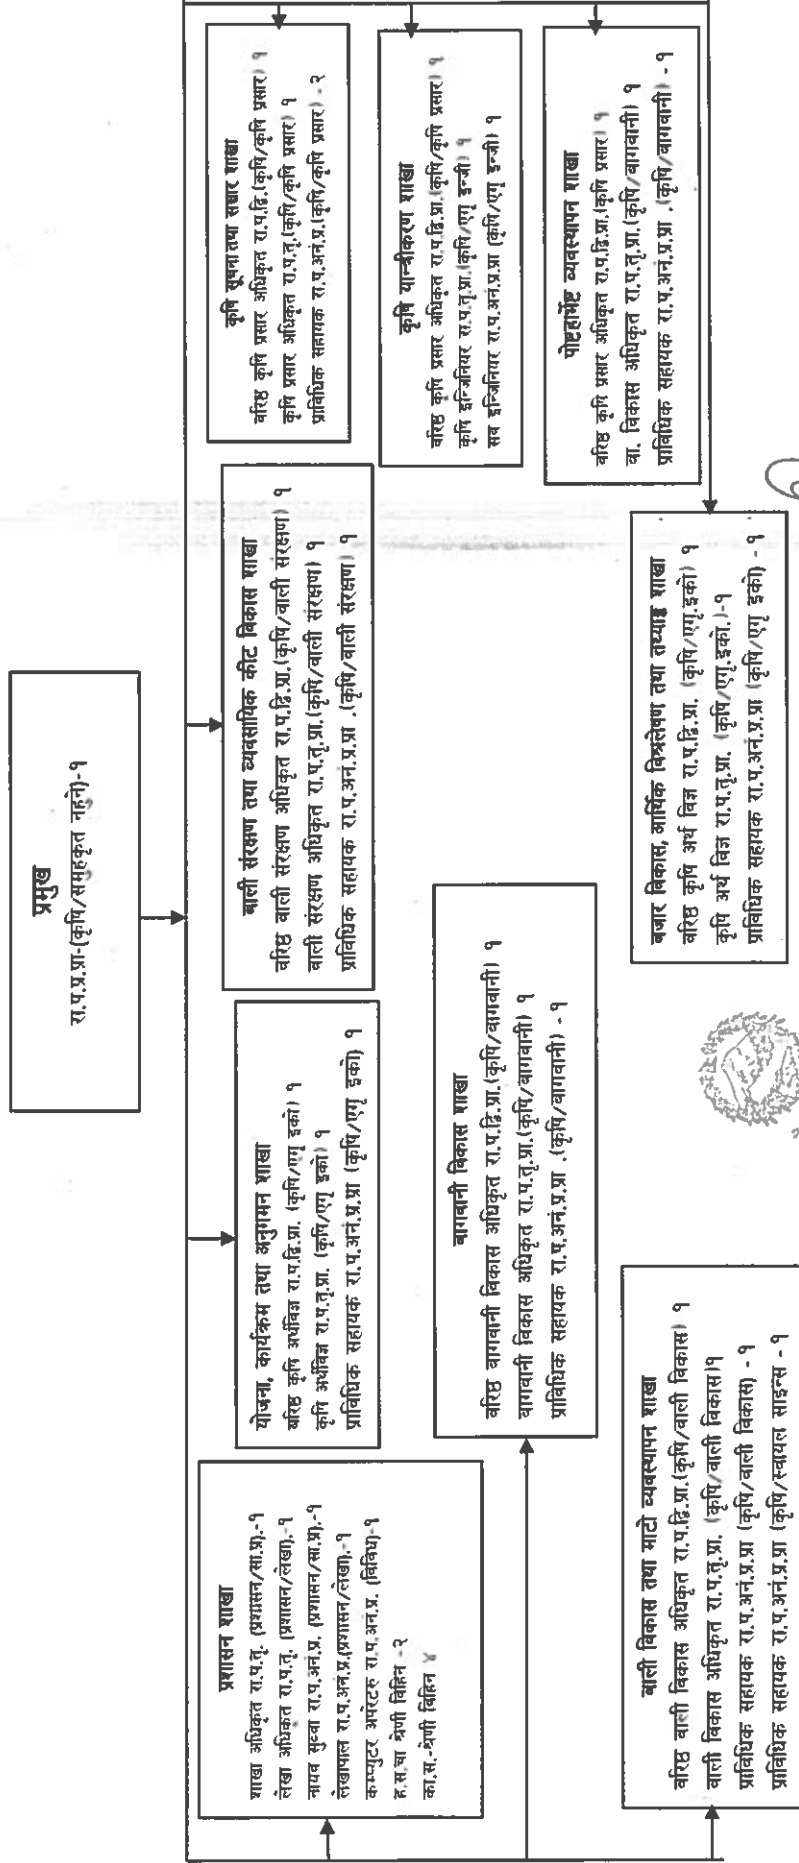 प्रमुख
रा.प.प्र.प्रा-(कृषि/समहकृत नहने)-१
प्रशासन शाखा
शाखा अधिकृत रा.प.तृ. (प्रशासन/सा.प्र).-१
लेखा अधिकृत रा.प.तृ. (प्रशासन/लेखा).-१
नायव सुब्बा रा.प.अनं.प्र. (प्रशासन/सा.प्र).-१
लेखापाल रा.प.अनं.प्र.(प्रशासन/लेखा).-१
कम्प्युटर अपरेटरु रा.प.अनं.प्र. (विविध)-१
ह.स.चा श्रेणी विहिन -२
का.स.-श्रेणी विहिन ४
योजना, कार्यक्रम तथा अनुगमन शाखा
वरिष्ठ कृषि अर्थविज्ञ रा.प.द्वि.प्रा. (कृषि/एगृ इको) १
कृषि अर्थविज्ञ रा.प.तृ.प्रा. (कृषि/एगृ इको) १
प्राविधिक सहायक रा.प.अनं.प्र.प्रा (कृषि/एगृ इको) १
बाली संरक्षण तथा व्यवसायिक कीट विकास शाखा
वरिष्ठ वाली संरक्षण अधिकृत रा.प.द्वि.प्रा.(कृषि/वाली संरक्षण) १
वाली संरक्षण अधिकृत रा.प.तृ.प्रा.(कृषि/वाली संरक्षण) १
प्राविधिक सहायक रा.प.अनं.प्र.प्रा .(कृषि/वाली संरक्षण) १
कृषि सूचना तथा सञ्चार शाखा
वरिष्ठ कृषि प्रसार अधिकृत रा.प.द्वि.(कृषि/कृषि प्रसार) १
कृषि प्रसार अधिकृत रा.प.तृ.(कृषि/कृषि प्रसार) १
प्राविधिक सहायक रा.प.अनं.प्र.(कृषि/कृषि प्रसार) - २
कृषि यान्त्रीकरण शाखा
वरिष्ठ कृषि प्रसार अधिकृत रा.प.द्वि.प्रा.(कृषि/कृषि प्रसार) १
कृषि इन्जिनियर रा.प.तृ.प्रा.(कृषि/एगृ इन्जी) १
सव इन्जिनियर रा.प.अनं.प्र.प्रा (कृषि/एगृ इन्जी) १
पोष्टहार्भेष्ट व्यवस्थापन शाखा
वरिष्ठ कृषि प्रसार अधिकृत रा.प.द्वि.प्रा.(कृषि प्रसार) १
वा. विकास अधिकृत रा.प.तृ.प्रा.(कृषि/बागवानी) १
प्राविधिक सहायक रा.प.अनं.प्र.प्रा .(कृषि/बागवानी) - १
बागवानी विकास शाखा
वरिष्ठ बागवानी विकास अधिकृत रा.प.द्वि.प्रा.(कृषि/बागवानी) १
बागवानी विकास अधिकृत रा.प.तृ.प्रा.(कृषि/बागवानी) १
प्राविधिक सहायक रा.प.अनं.प्र.प्रा .(कृषि/बागवानी) - १
बाली विकास तथा माटो व्यवस्थापन शाखा
वरिष्ठ वाली विकास अधिकृत रा.प.द्वि.प्रा.(कृषि/वाली विकास) १
वाली विकास अधिकृत रा.प.तृ.प्रा. (कृषि/वाली विकास)१
प्राविधिक सहायक रा.प.अनं.प्र.प्रा (कृषि/वाली विकास) - १
प्राविधिक सहायक रा.प.अनं.प्र.प्रा (कृषि/स्वायल साइन्स - १
बजार विकास, आर्थिक विश्लेषण तथा तथ्याङ्क शाखा
वरिष्ठ कृषि अर्थ विज्ञ रा.प.द्वि.प्रा. (कृषि/एगृ.इको) १
कृषि अर्थ विज्ञ रा.प.तृ.प्रा. (कृषि/एगृ.इको.)-१
प्राविधिक सहायक रा.प.अनं.प्र.प्रा (कृषि/एगृ इको) - १